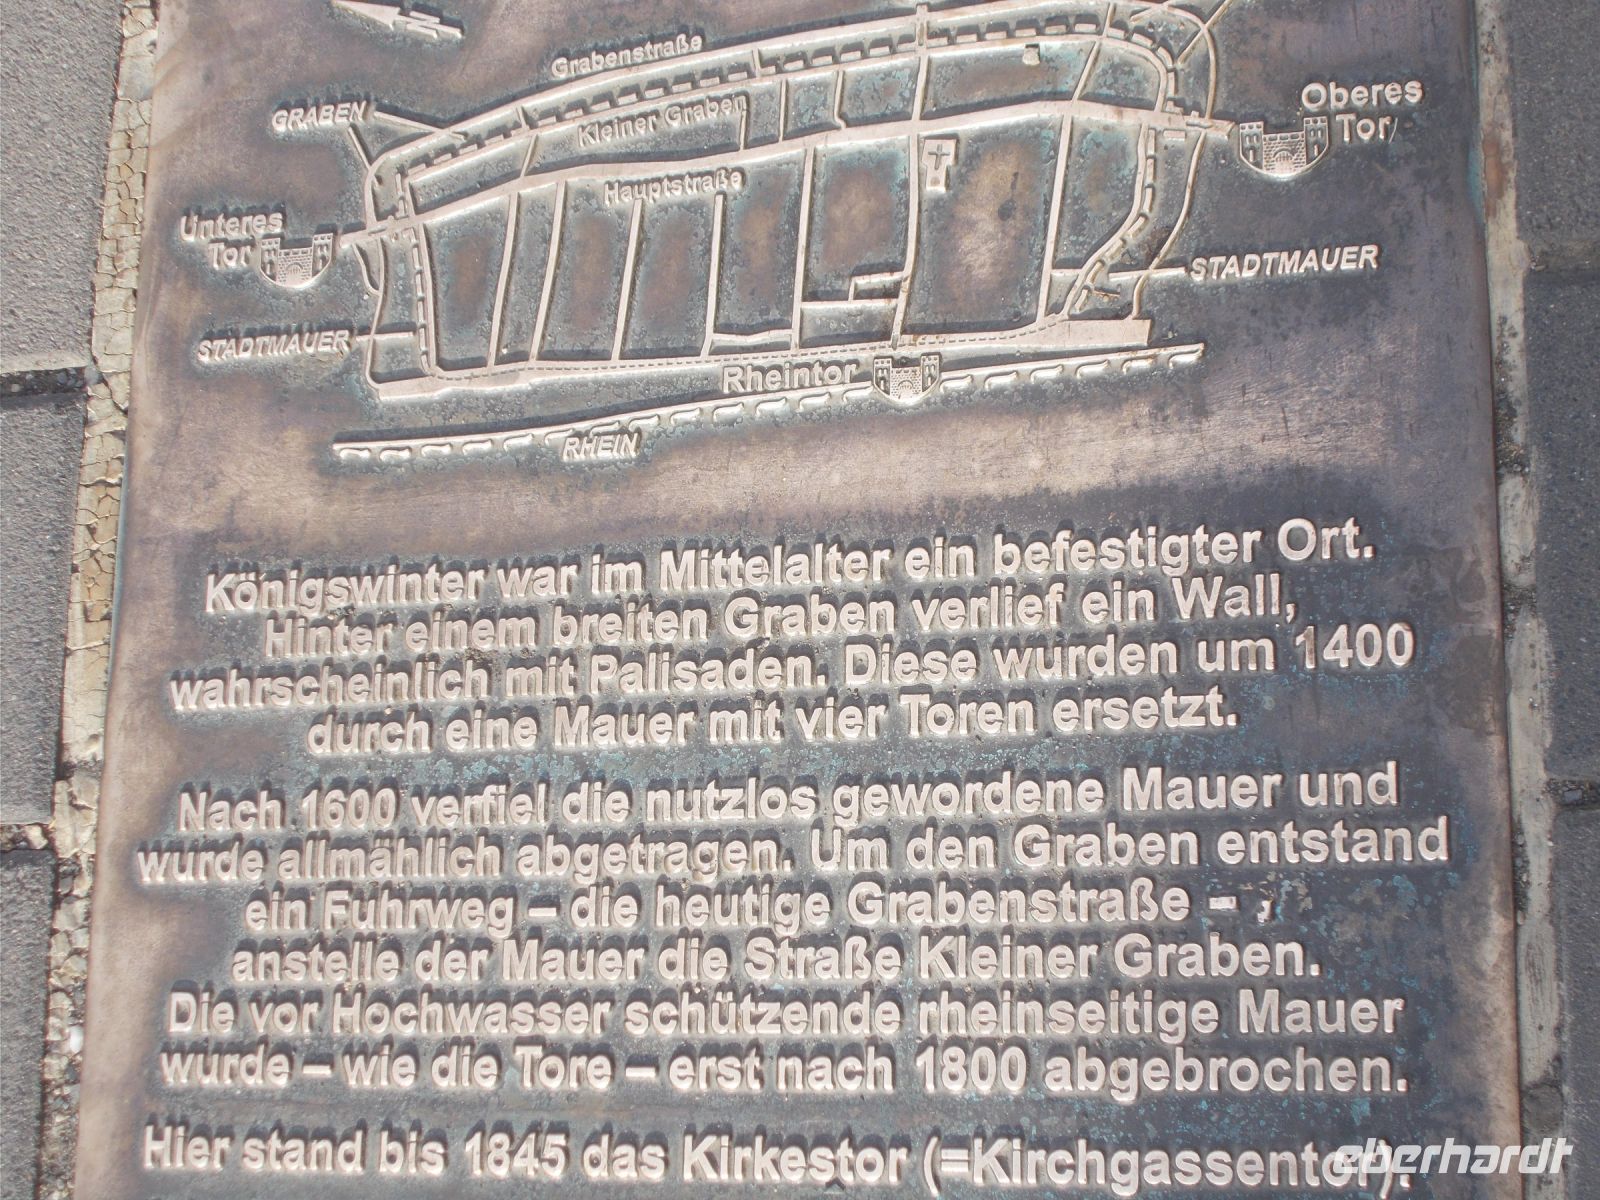 N
Grabenstraße
GRABEN
Kleiner Graben
Oberes
Tor
Hauptstraße
Unteres
Tor
STADTMAUER
STADTMAUER
Rheintor
RHEIN
Königswinter war im Mittelalter ein befestigter Ort.
Hinter einem breiten Graben verlief ein Wall,
wahrscheinlich mit Palisaden. Diese wurden um 1400
durch eine Mauer mit vier Toren ersetzt.
Nach 1600 verfiel die nutzlos gewordene Mauer und
wurde allmählich abgetragen. Um den Graben entstand
ein Fuhrweg – die heutige Grabenstraße – ,
anstelle der Mauer die Straße Kleiner Graben.
Die vor Hochwasser schützende rheinseitige Mauer
wurde – wie die Tore – erst nach 1800 abgebrochen.
Hier stand bis 1845 das Kirkestor (=Kirchgassentor).
eberhardt